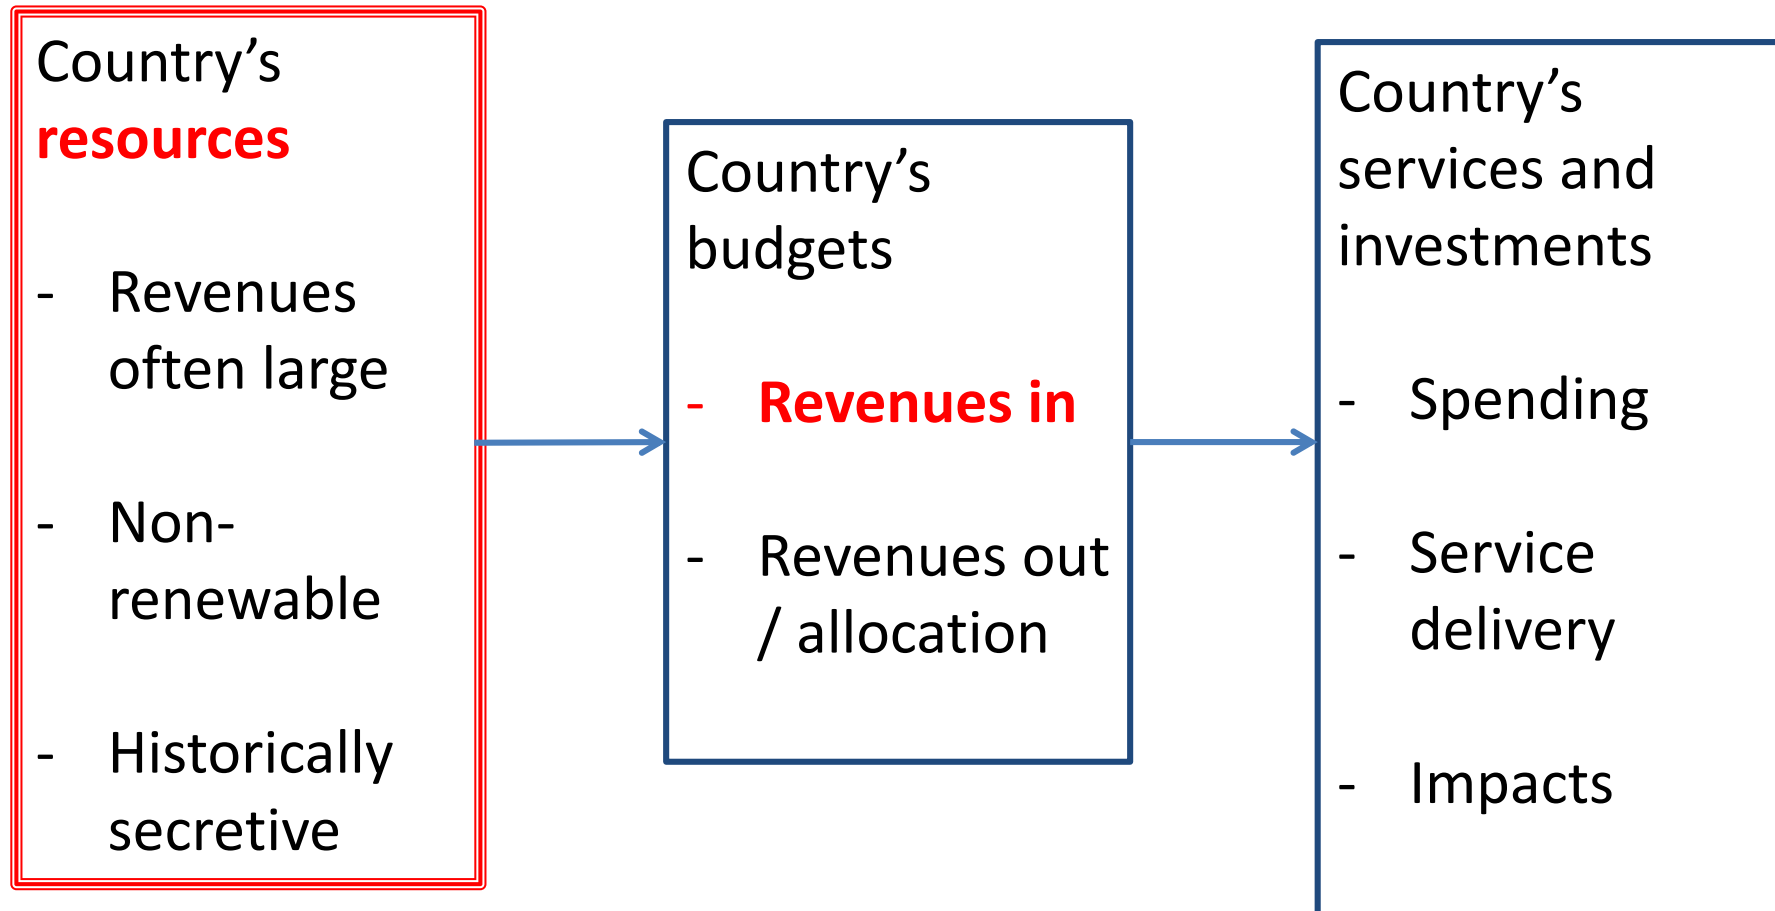 Country’s
resources
- Revenues
often large
- Non-
renewable
- Historically
secretive
Country’s
budgets
- Revenues in
- Revenues out
/ allocation
Country’s
services and
investments
- Spending
- Service
delivery
- Impacts